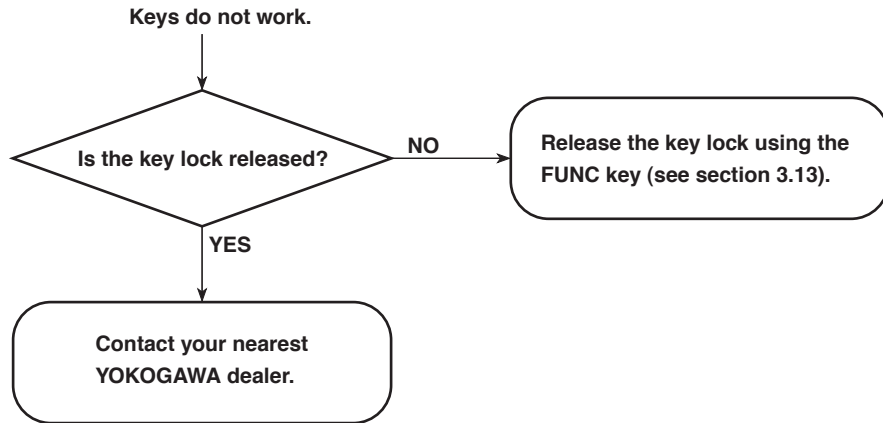 Keys do not work.
Is the key lock released?
NO
Release the key lock using the
FUNC key (see section 3.13).
YES
Contact your nearest
YOKOGAWA dealer.